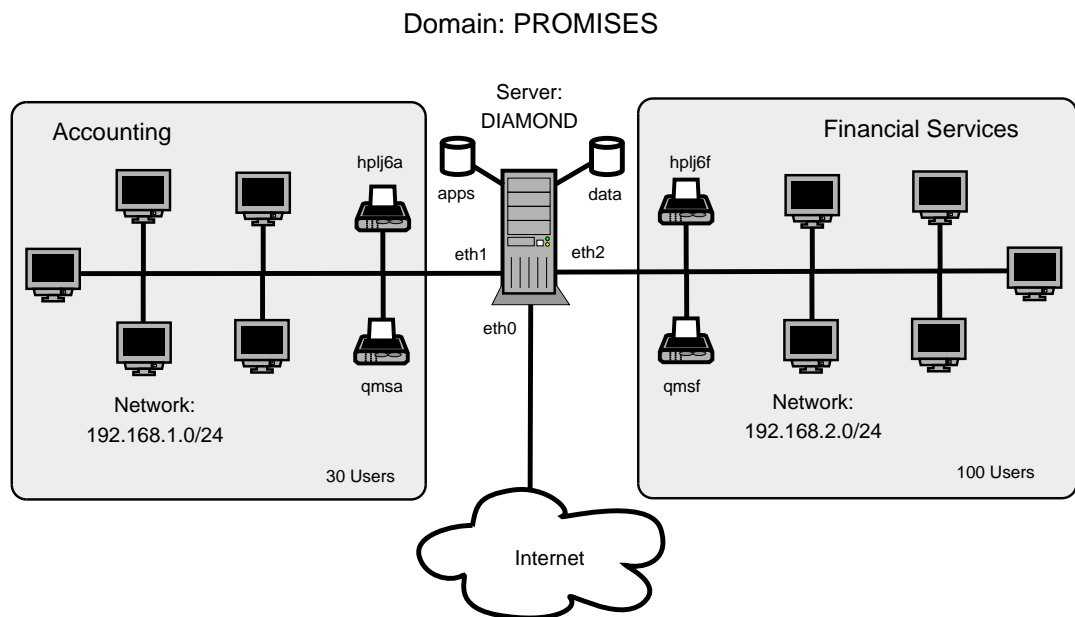 Domain: PROMISES
Server:
DIAMOND
Accounting
Financial Services
hplj6a
hplj6f
apps
data
eth1
eth2
eth0
qmsa
qmsf
Network:
192.168.1.0/24
Network:
192.168.2.0/24
30 Users
100 Users
Internet